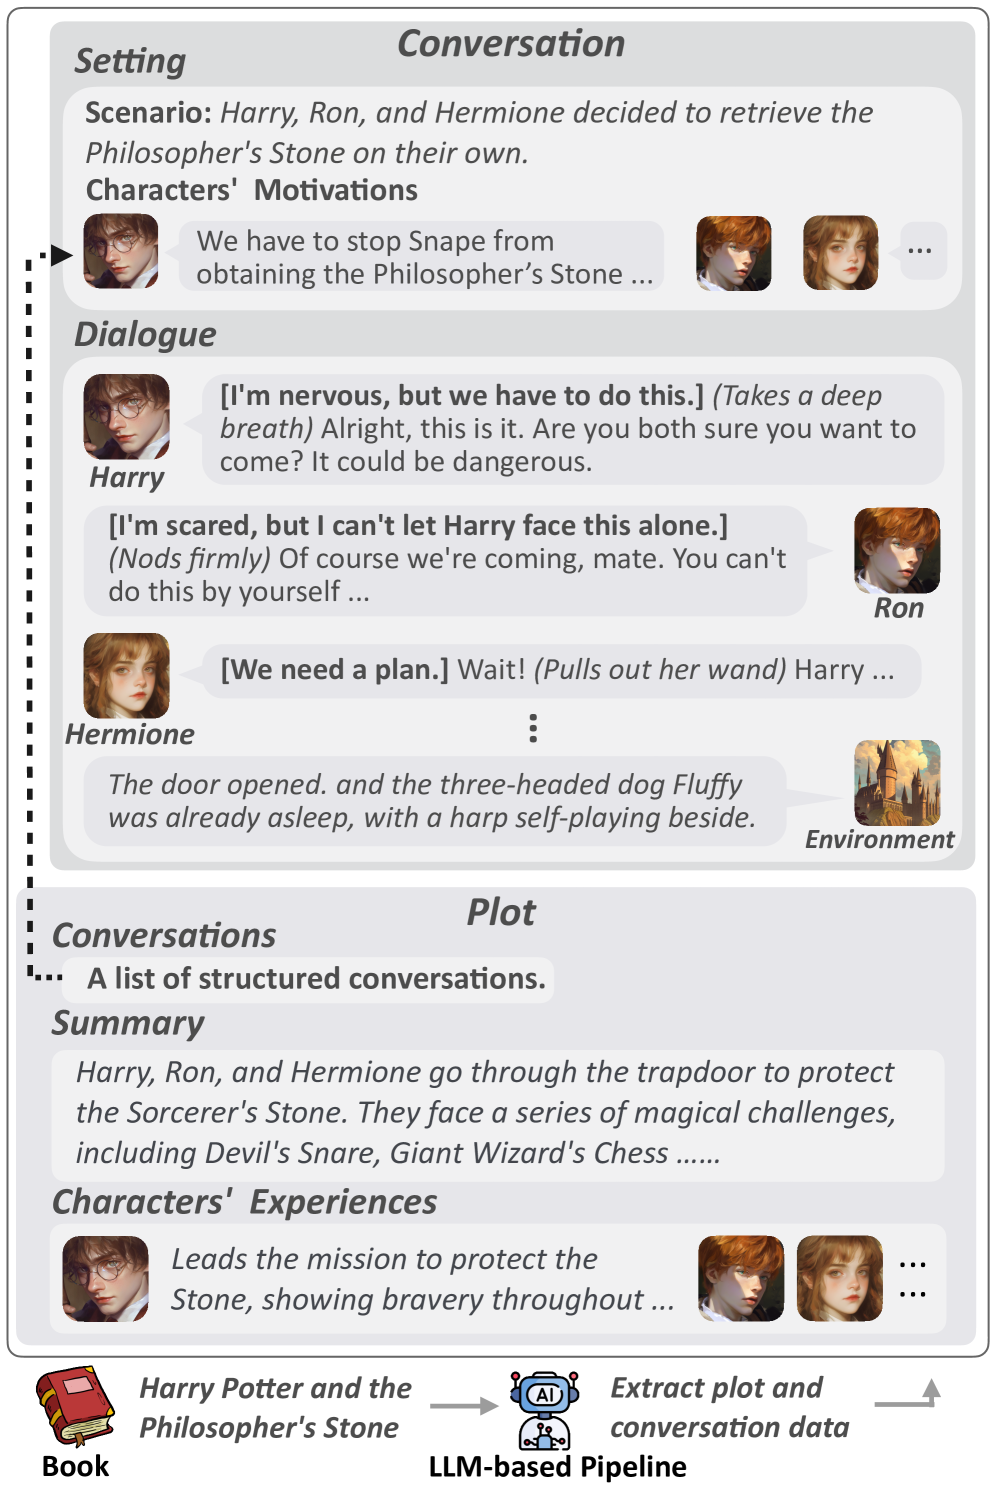 Conversation
Setting
Scenario: Harry, Ron, and Hermione decided to retrieve the
Philosopher's Stone on their own.
Characters' Motivations
We have to stop Snape from
obtaining the Philosopher’s Stone ...
...
Dialogue
[I'm nervous, but we have to do this.] (Takes a deep
breath) Alright, this is it. Are you both sure you want to
come? It could be dangerous.
Harry
[I'm scared, but I can't let Harry face this alone.]
(Nods firmly) Of course we're coming, mate. You can't
do this by yourself ...
Ron
[We need a plan.] Wait! (Pulls out her wand) Harry ...
Hermione
The door opened. and the three-headed dog Fluffy
was already asleep, with a harp self-playing beside.
Environment
Plot
Conversations
A list of structured conversations.
Summary
Harry, Ron, and Hermione go through the trapdoor to protect
the Sorcerer's Stone. They face a series of magical challenges,
including Devil's Snare, Giant Wizard's Chess ......
Characters' Experiences
Leads the mission to protect the
Stone, showing bravery throughout ...
...
...
Harry Potter and the
Philosopher's Stone
Book
AI
LLM-based Pipeline
Extract plot and
conversation data